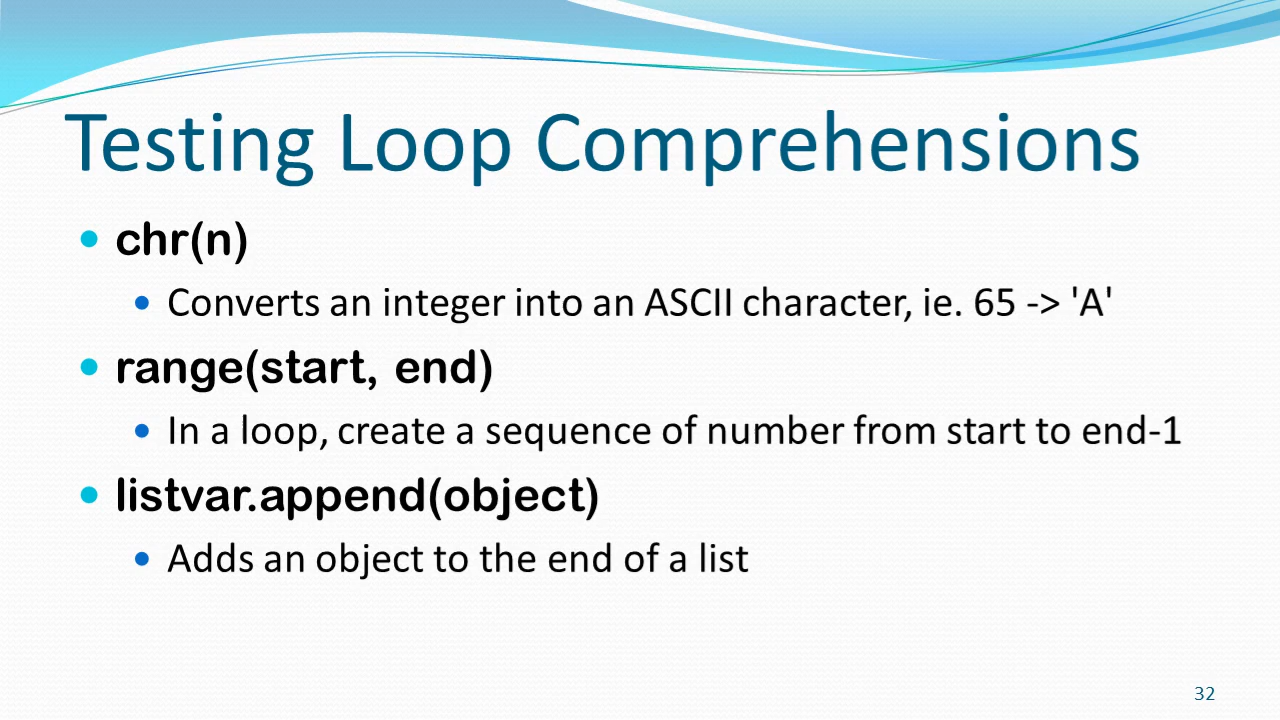 Testing Loop Comprehensions
chr(n)
Converts an integer into an ASCII character, ie. 65 -> 'A'
range(start, end)
In a loop, create a sequence of number from start to end-1
listvar.append(object)
Adds an object to the end of a list
32